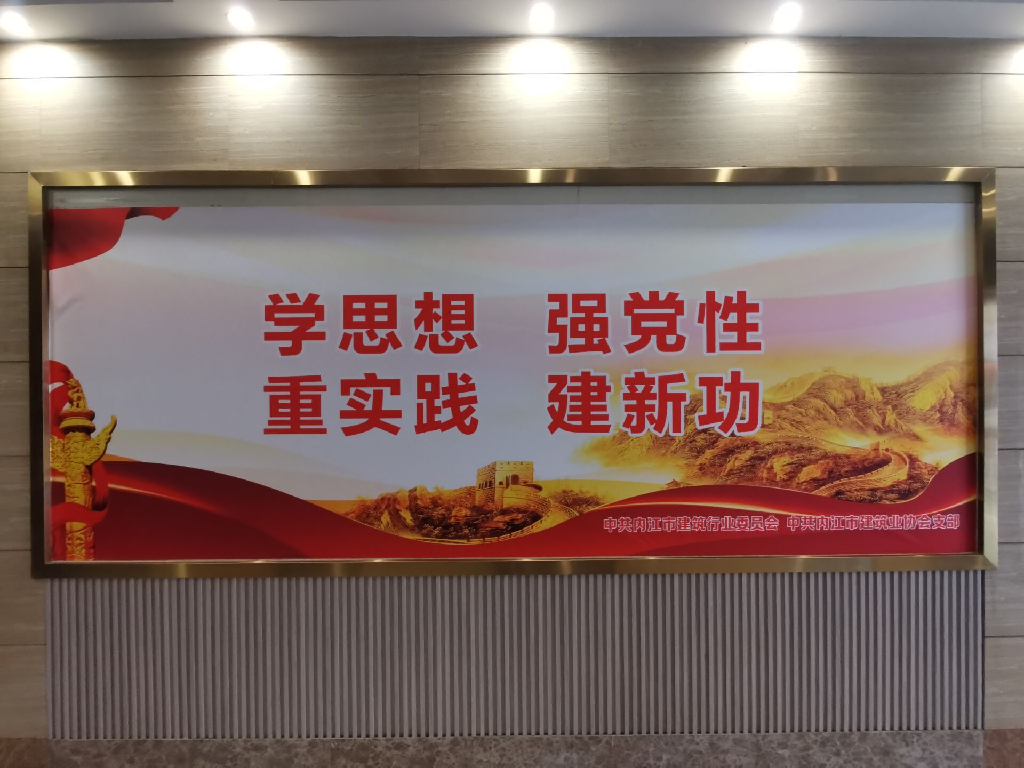 学思想 强党性
重实践 建新功
中共内江市建筑行业委员会 中共内江市建筑业协会支部